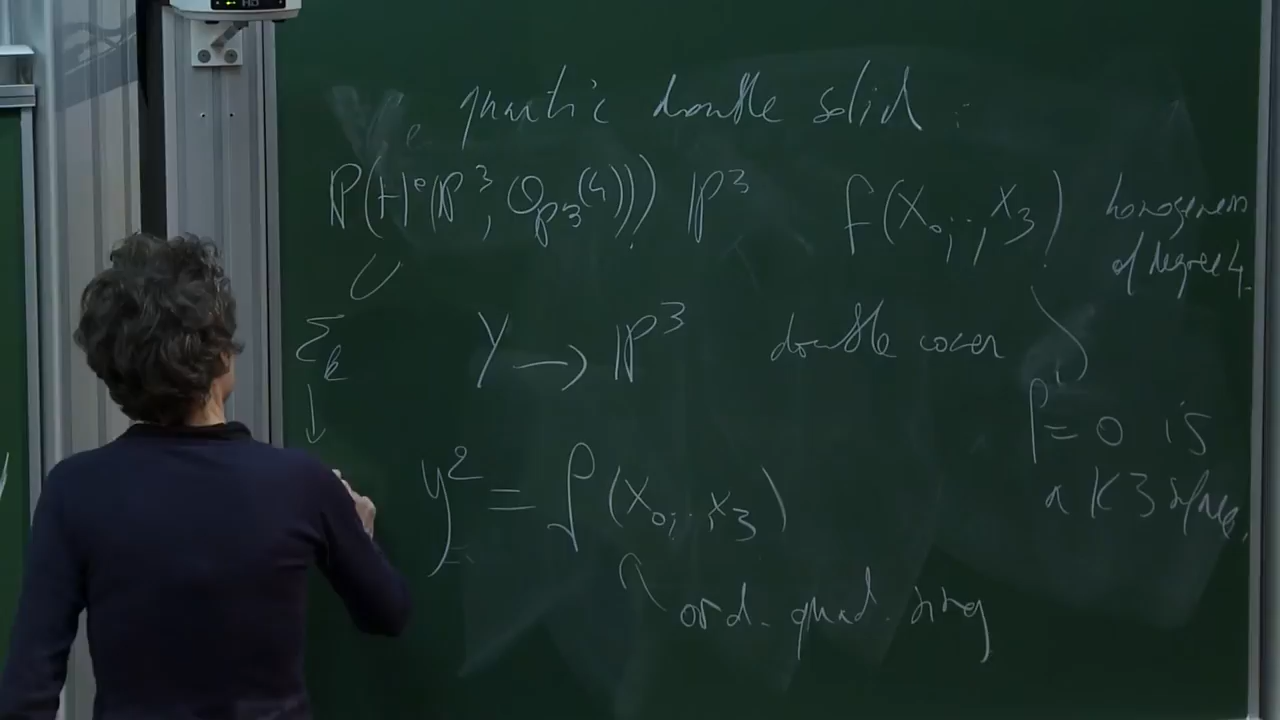 quartic double solid :
P(H⁰(P³, O_P3(4))) P³ f(X₀,..,X₃) homogeneous
of degree 4.
∪
Σ_k Y → P³ double cover
↓ f = 0 is
a K3 surface.
y² = f(X₀,..,X₃)
ord. quad. sing
HD